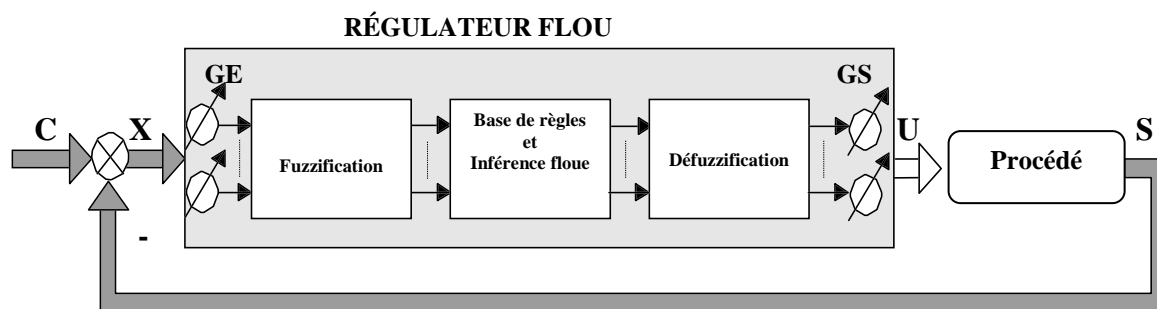 RÉGULATEUR FLOU
GE
GS
C
X
U
S
Base de règles
et
Inférence floue
Fuzzification
Défuzzification
Procédé
-